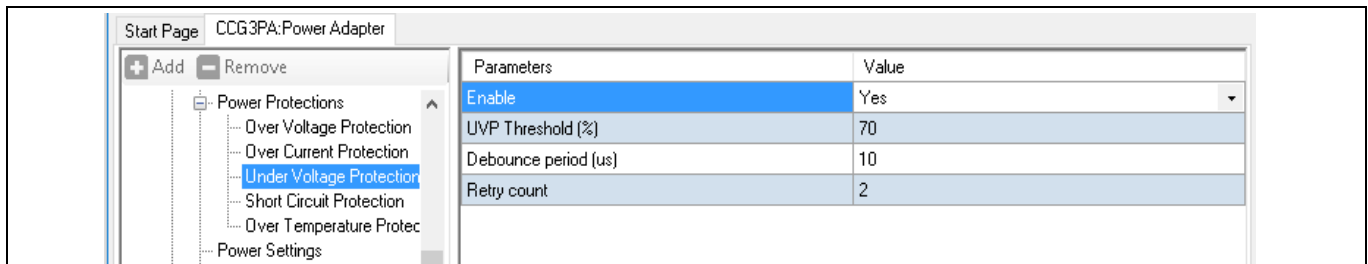 Start Page CCG3PA:Power Adapter
Add Remove
Power Protections
Over Voltage Protection
Over Current Protection
Under Voltage Protection
Short Circuit Protection
Over Temperature Protec
Power Settings
Parameters Value
Enable Yes
UVP Threshold (%) 70
Debounce period (us) 10
Retry count 2